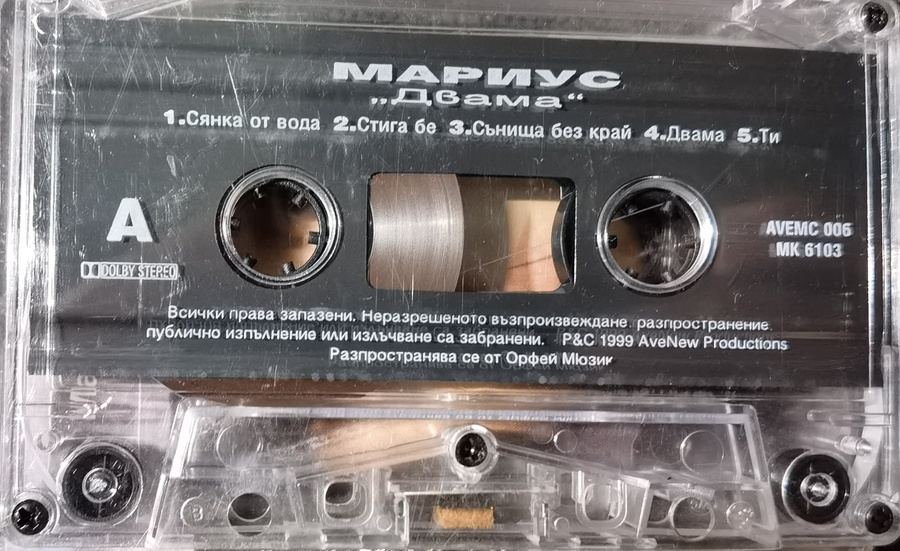 МАРИУС
„Двама“
1.Сянка от вода 2.Стига бе 3.Сънища без край 4.Двама 5.Ти
A
DOLBY STEREO
AVEMC 006
МК 6103
Всички права запазени. Неразрешеното възпроизвеждане, разпространение,
публично изпълнение или излъчване са забранени. P&C 1999 AveNew Productions
Разпространява се от Орфей Мюзик